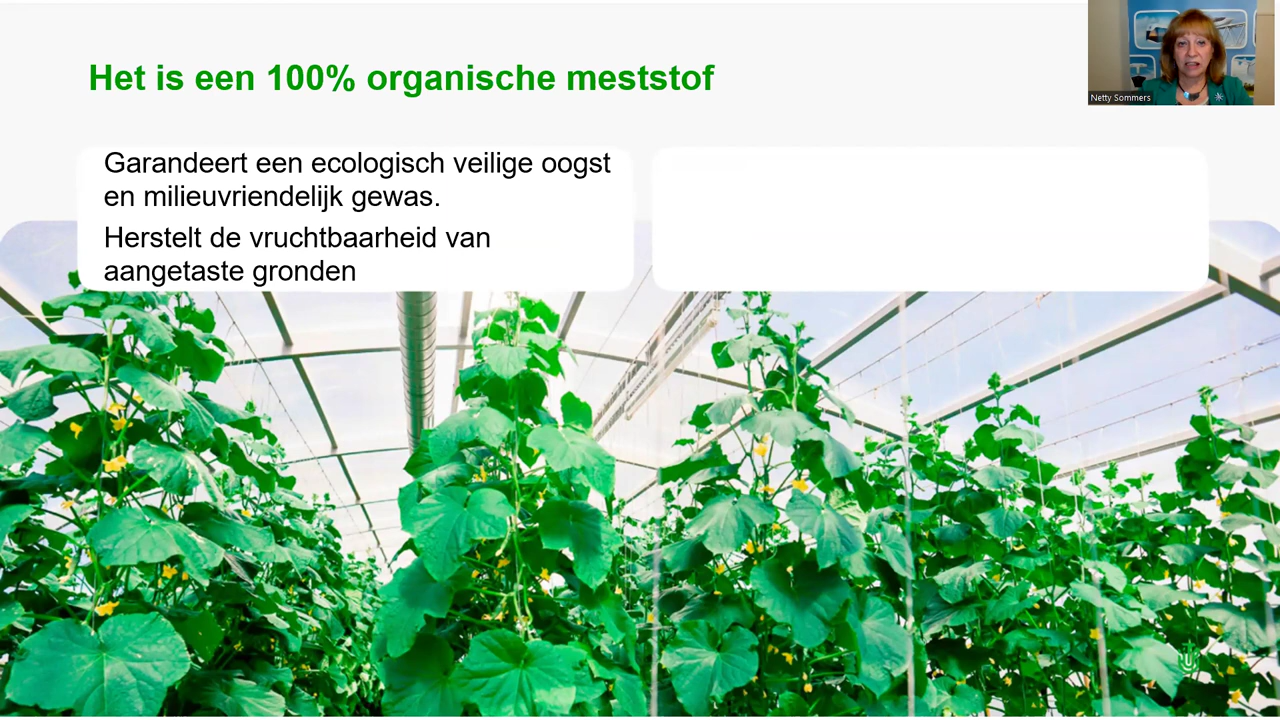 Het is een 100% organische meststof
Netty Sommers
Garandeert een ecologisch veilige oogst
en milieuvriendelijk gewas.
Herstelt de vruchtbaarheid van
aangetaste gronden